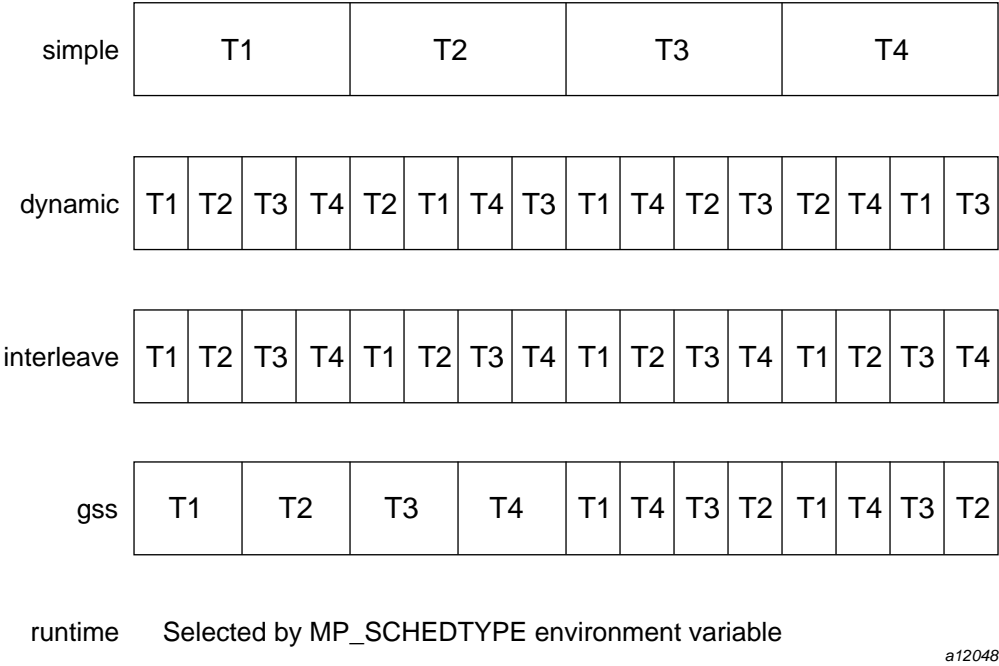 simple T1 T2 T3 T4
dynamic T1 T2 T3 T4 T2 T1 T4 T3 T1 T4 T2 T3 T2 T4 T1 T3
interleave T1 T2 T3 T4 T1 T2 T3 T4 T1 T2 T3 T4 T1 T2 T3 T4
gss T1 T2 T3 T4 T1 T4 T3 T2 T1 T4 T3 T2
runtime Selected by MP_SCHEDTYPE environment variable
a12048